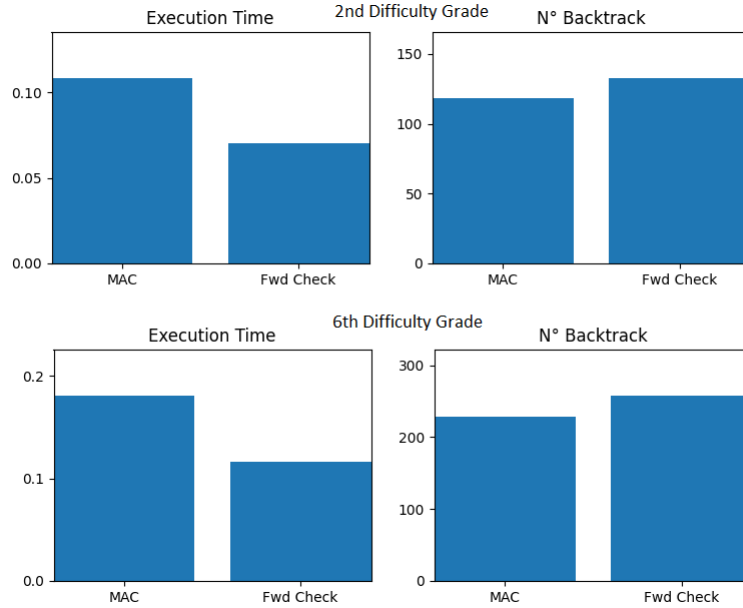 2nd Difficulty Grade
Execution Time
N° Backtrack
0.10
0.05
0.00
MAC
Fwd Check
150
100
50
0
MAC
Fwd Check
6th Difficulty Grade
Execution Time
N° Backtrack
0.2
0.1
0.0
MAC
Fwd Check
300
200
100
0
MAC
Fwd Check